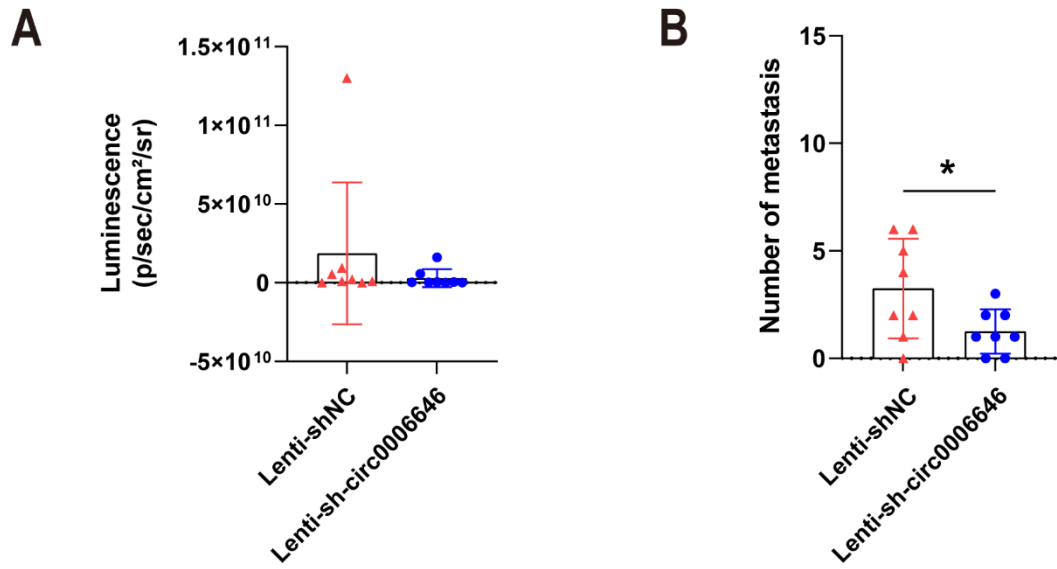 A
Luminescence
(p/sec/cm²/sr)
1.5×10¹¹
1×10¹¹
5×10¹⁰
0
-5×10¹⁰
Lenti-shNC
Lenti-sh-circ0006646
B
Number of metastasis
15
10
5
0
*
Lenti-shNC
Lenti-sh-circ0006646